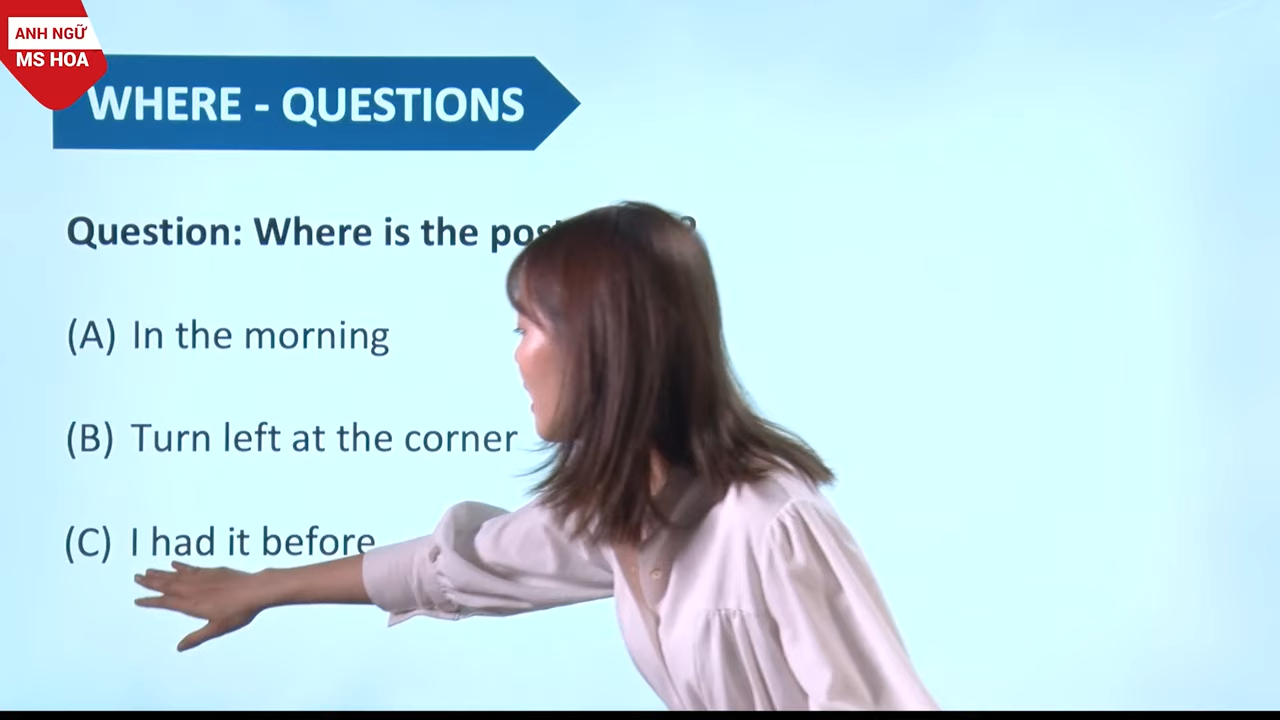 ANH NGỮ
MS HOA
WHERE - QUESTIONS
Question: Where is the
(A) In the morning
(B) Turn left at the corner
(C) I had it before